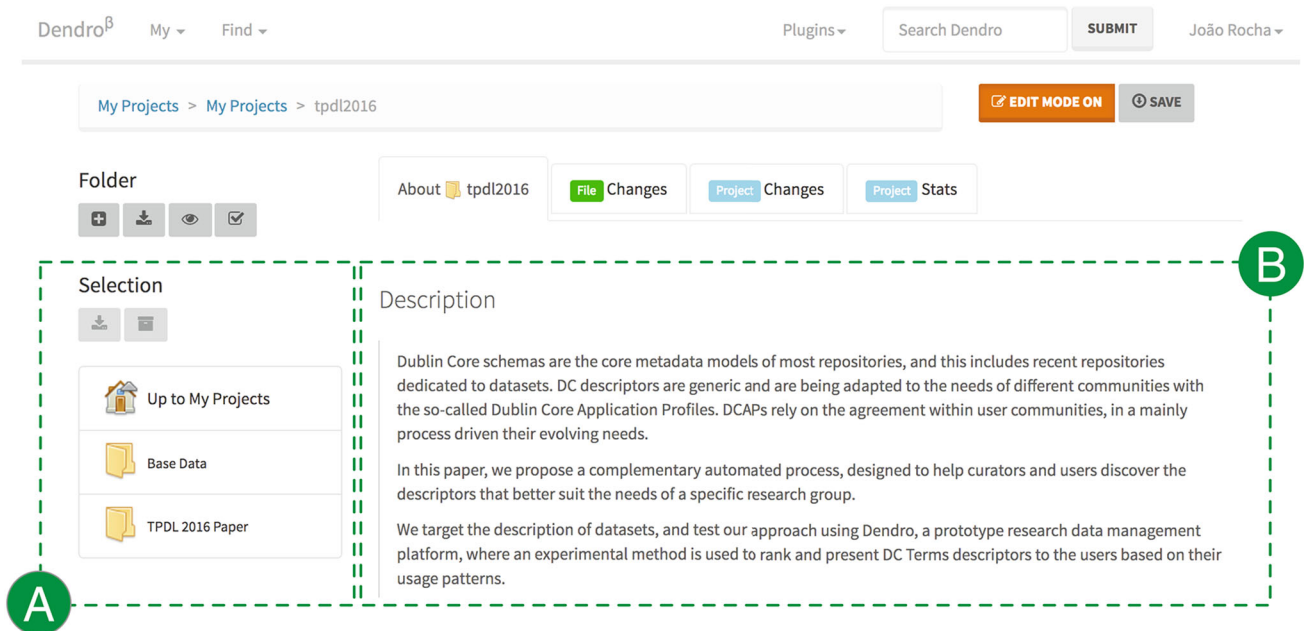 Dendroβ My Find Plugins Search Dendro SUBMIT João Rocha
My Projects > My Projects > tpdl2016 EDIT MODE ON SAVE
Folder
About tpdl2016 File Changes Project Changes Project Stats
B
Selection
Description
Dublin Core schemas are the core metadata models of most repositories, and this includes recent repositories
dedicated to datasets. DC descriptors are generic and are being adapted to the needs of different communities with
the so-called Dublin Core Application Profiles. DCAPs rely on the agreement within user communities, in a mainly
process driven their evolving needs.
In this paper, we propose a complementary automated process, designed to help curators and users discover the
descriptors that better suit the needs of a specific research group.
We target the description of datasets, and test our approach using Dendro, a prototype research data management
platform, where an experimental method is used to rank and present DC Terms descriptors to the users based on their
usage patterns.
Up to My Projects
Base Data
TPDL 2016 Paper
A